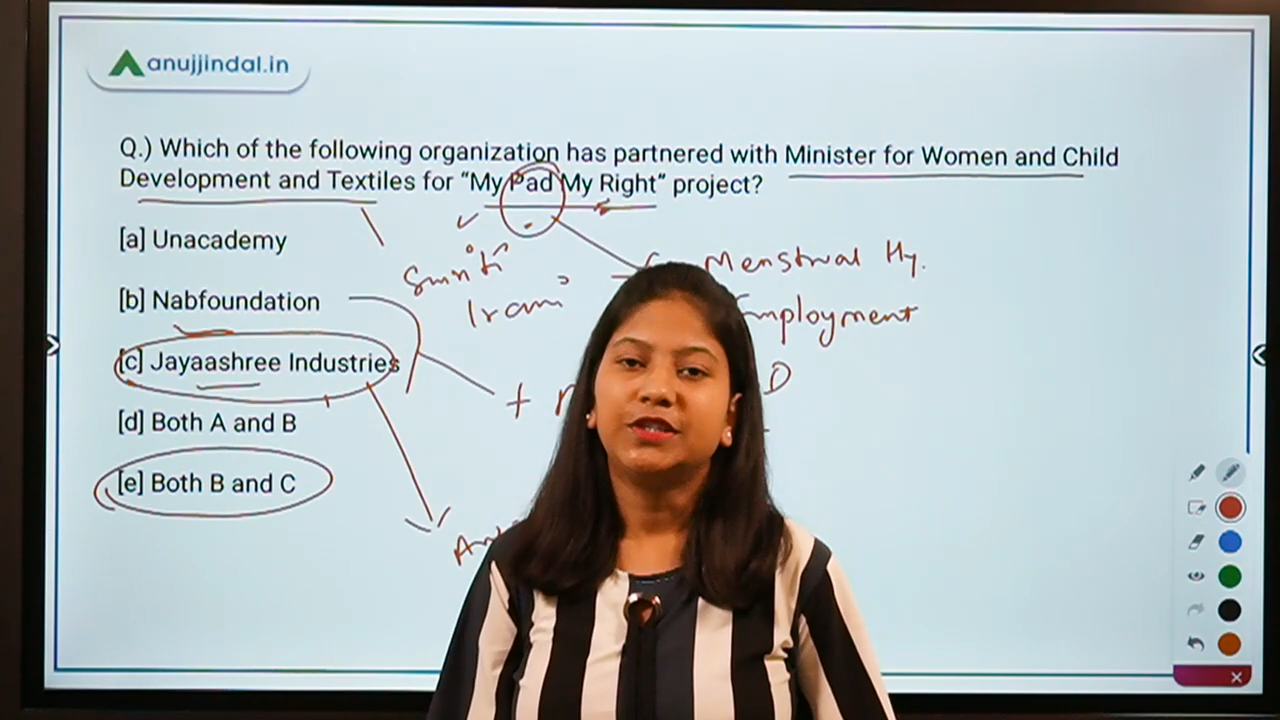 anujjindal.in
Q.) Which of the following organization has partnered with Minister for Women and Child
Development and Textiles for “My Pad My Right” project?
[a] Unacademy
Smriti
Menstrual Hy.
[b] Nabfoundation
Irani
Employment
[c] Jayaashree Industries
+
D
[d] Both A and B
[e] Both B and C